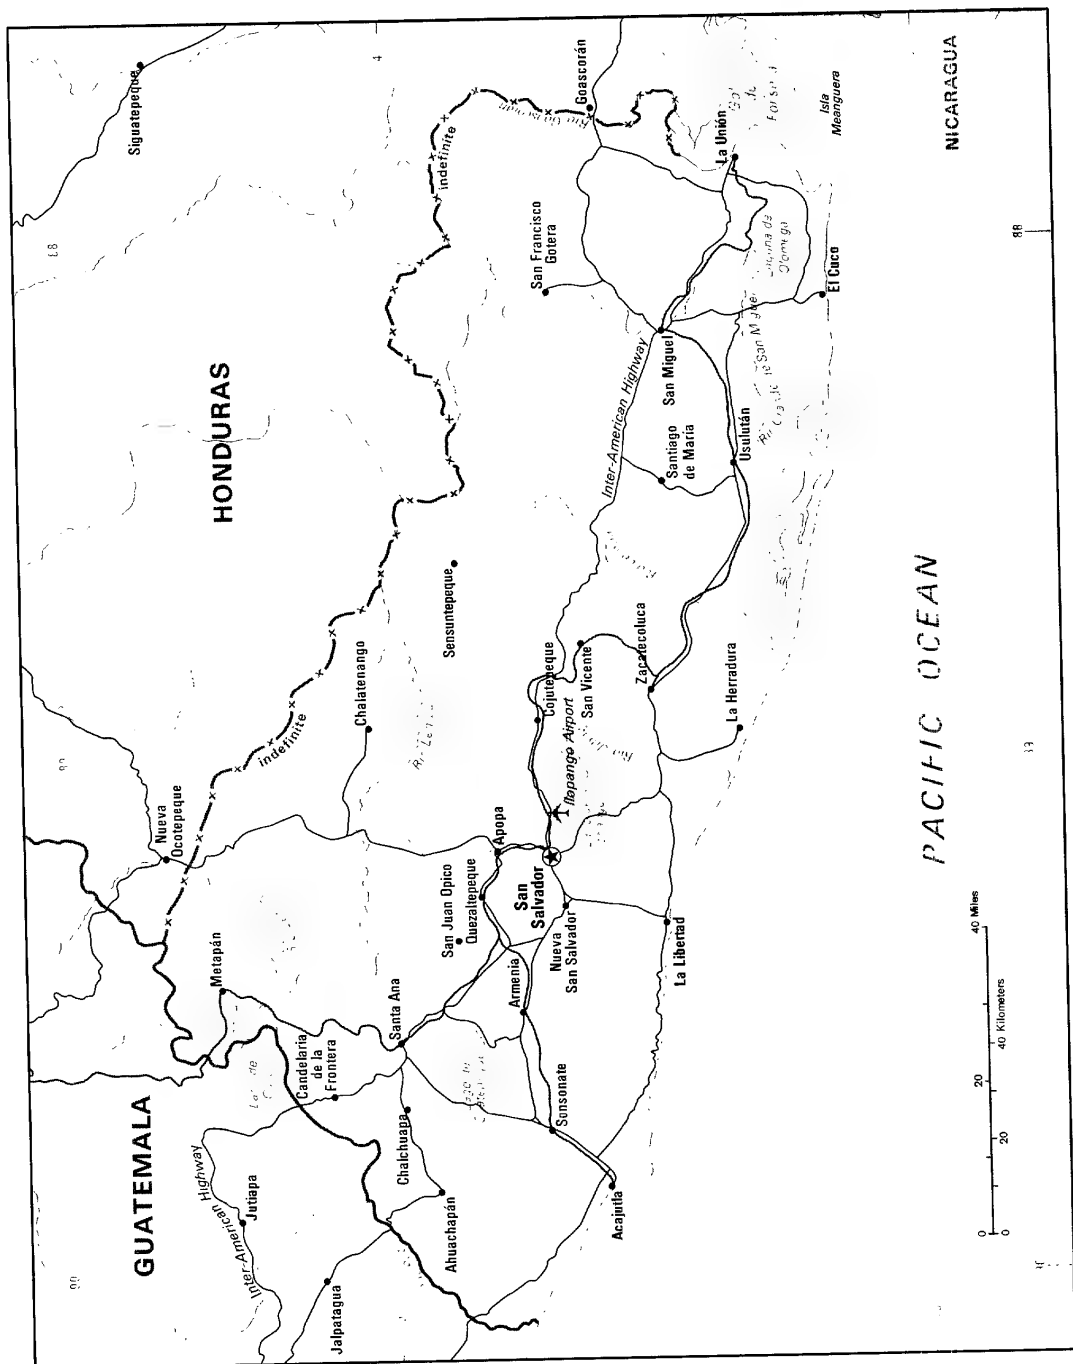 GUATEMALA
HONDURAS
NICARAGUA
PACIFIC OCEAN
Siguatepeque
Nueva
Ocotepeque
Metapán
Inter-American Highway
Jutiapa
Jalpatagua
Candelaria
de la
Frontera
Santa Ana
Chalchuapa
Ahuachapán
Chalatenango
indefinite
indefinite
Sensuntepeque
San Juan Opico
Quezaltepeque
Apopa
San
Salvador
Nueva
San Salvador
Armenia
Sonsonate
Acajutla
La Libertad
Ilopango Airport
Cojutepeque
San Vicente
Zacatecoluca
La Herradura
Inter-American Highway
San Francisco
Gotera
Goascorán
San Miguel
Santiago
de María
Usulután
La Unión
El Cuco
Isla
Meanguera
88
88
0 20 40 Miles
0 20 40 Kilometers